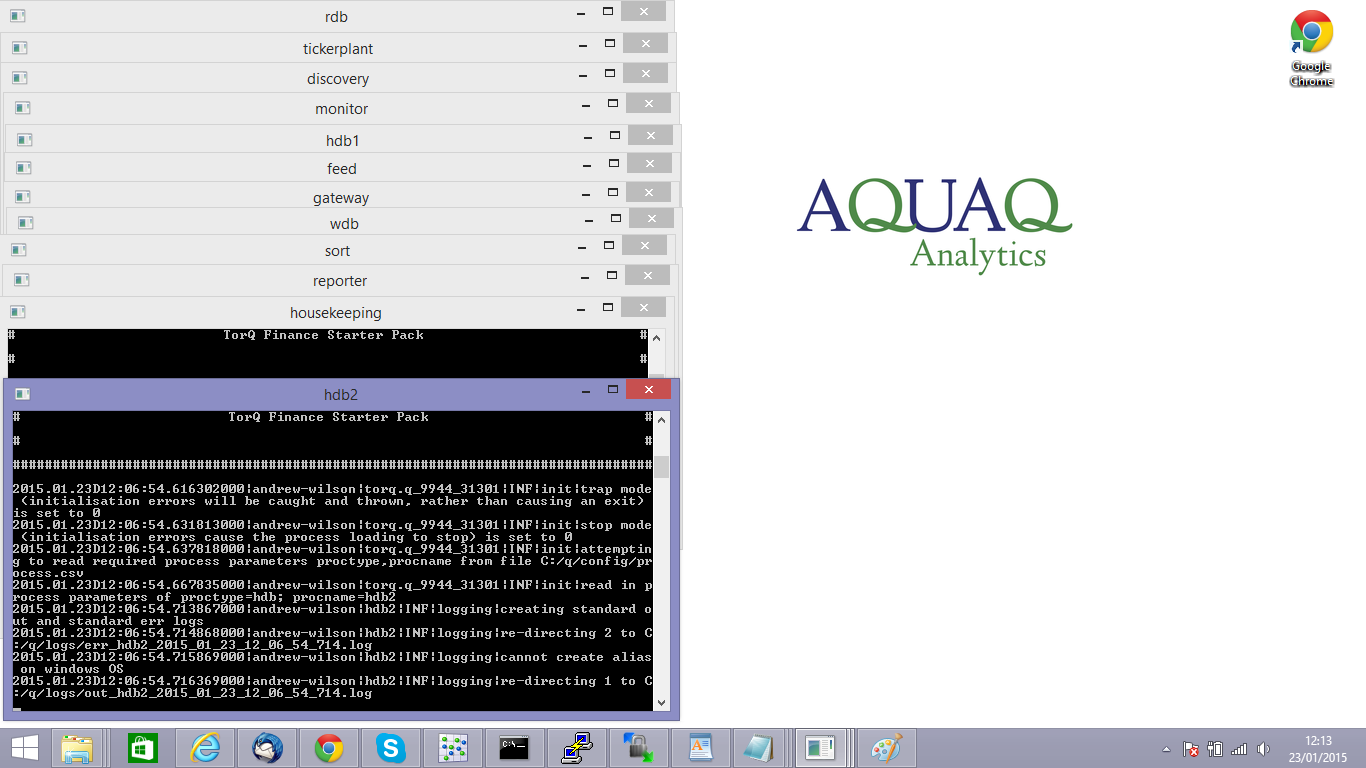 rdb
tickerplant
discovery
monitor
hdb1
feed
gateway
wdb
sort
reporter
housekeeping
# TorQ Finance Starter Pack #
# #
hdb2
# TorQ Finance Starter Pack #
# #
################################################################################
2015.01.23D12:06:54.616302000|andrew-wilson|torq.q_9944_31301|INF|init|trap mode
(initialisation errors will be caught and thrown, rather than causing an exit)
is set to 0
2015.01.23D12:06:54.631813000|andrew-wilson|torq.q_9944_31301|INF|init|stop mode
(initialisation errors cause the process loading to stop) is set to 0
2015.01.23D12:06:54.637818000|andrew-wilson|torq.q_9944_31301|INF|init|attemptin
g to read required process parameters proctype,procname from file C:/q/config/pr
ocess.csv
2015.01.23D12:06:54.667835000|andrew-wilson|torq.q_9944_31301|INF|init|read in p
rocess parameters of proctype=hdb; procname=hdb2
2015.01.23D12:06:54.713867000|andrew-wilson|hdb2|INF|logging|creating standard o
ut and standard err logs
2015.01.23D12:06:54.714868000|andrew-wilson|hdb2|INF|logging|re-directing 2 to C
:/q/logs/err_hdb2_2015_01_23_12_06_54_714.log
2015.01.23D12:06:54.715869000|andrew-wilson|hdb2|INF|logging|cannot create alias
on windows OS
2015.01.23D12:06:54.716369000|andrew-wilson|hdb2|INF|logging|re-directing 1 to C
:/q/logs/out_hdb2_2015_01_23_12_06_54_714.log
Google
Chrome
AQUAQ
Analytics
12:13
23/01/2015